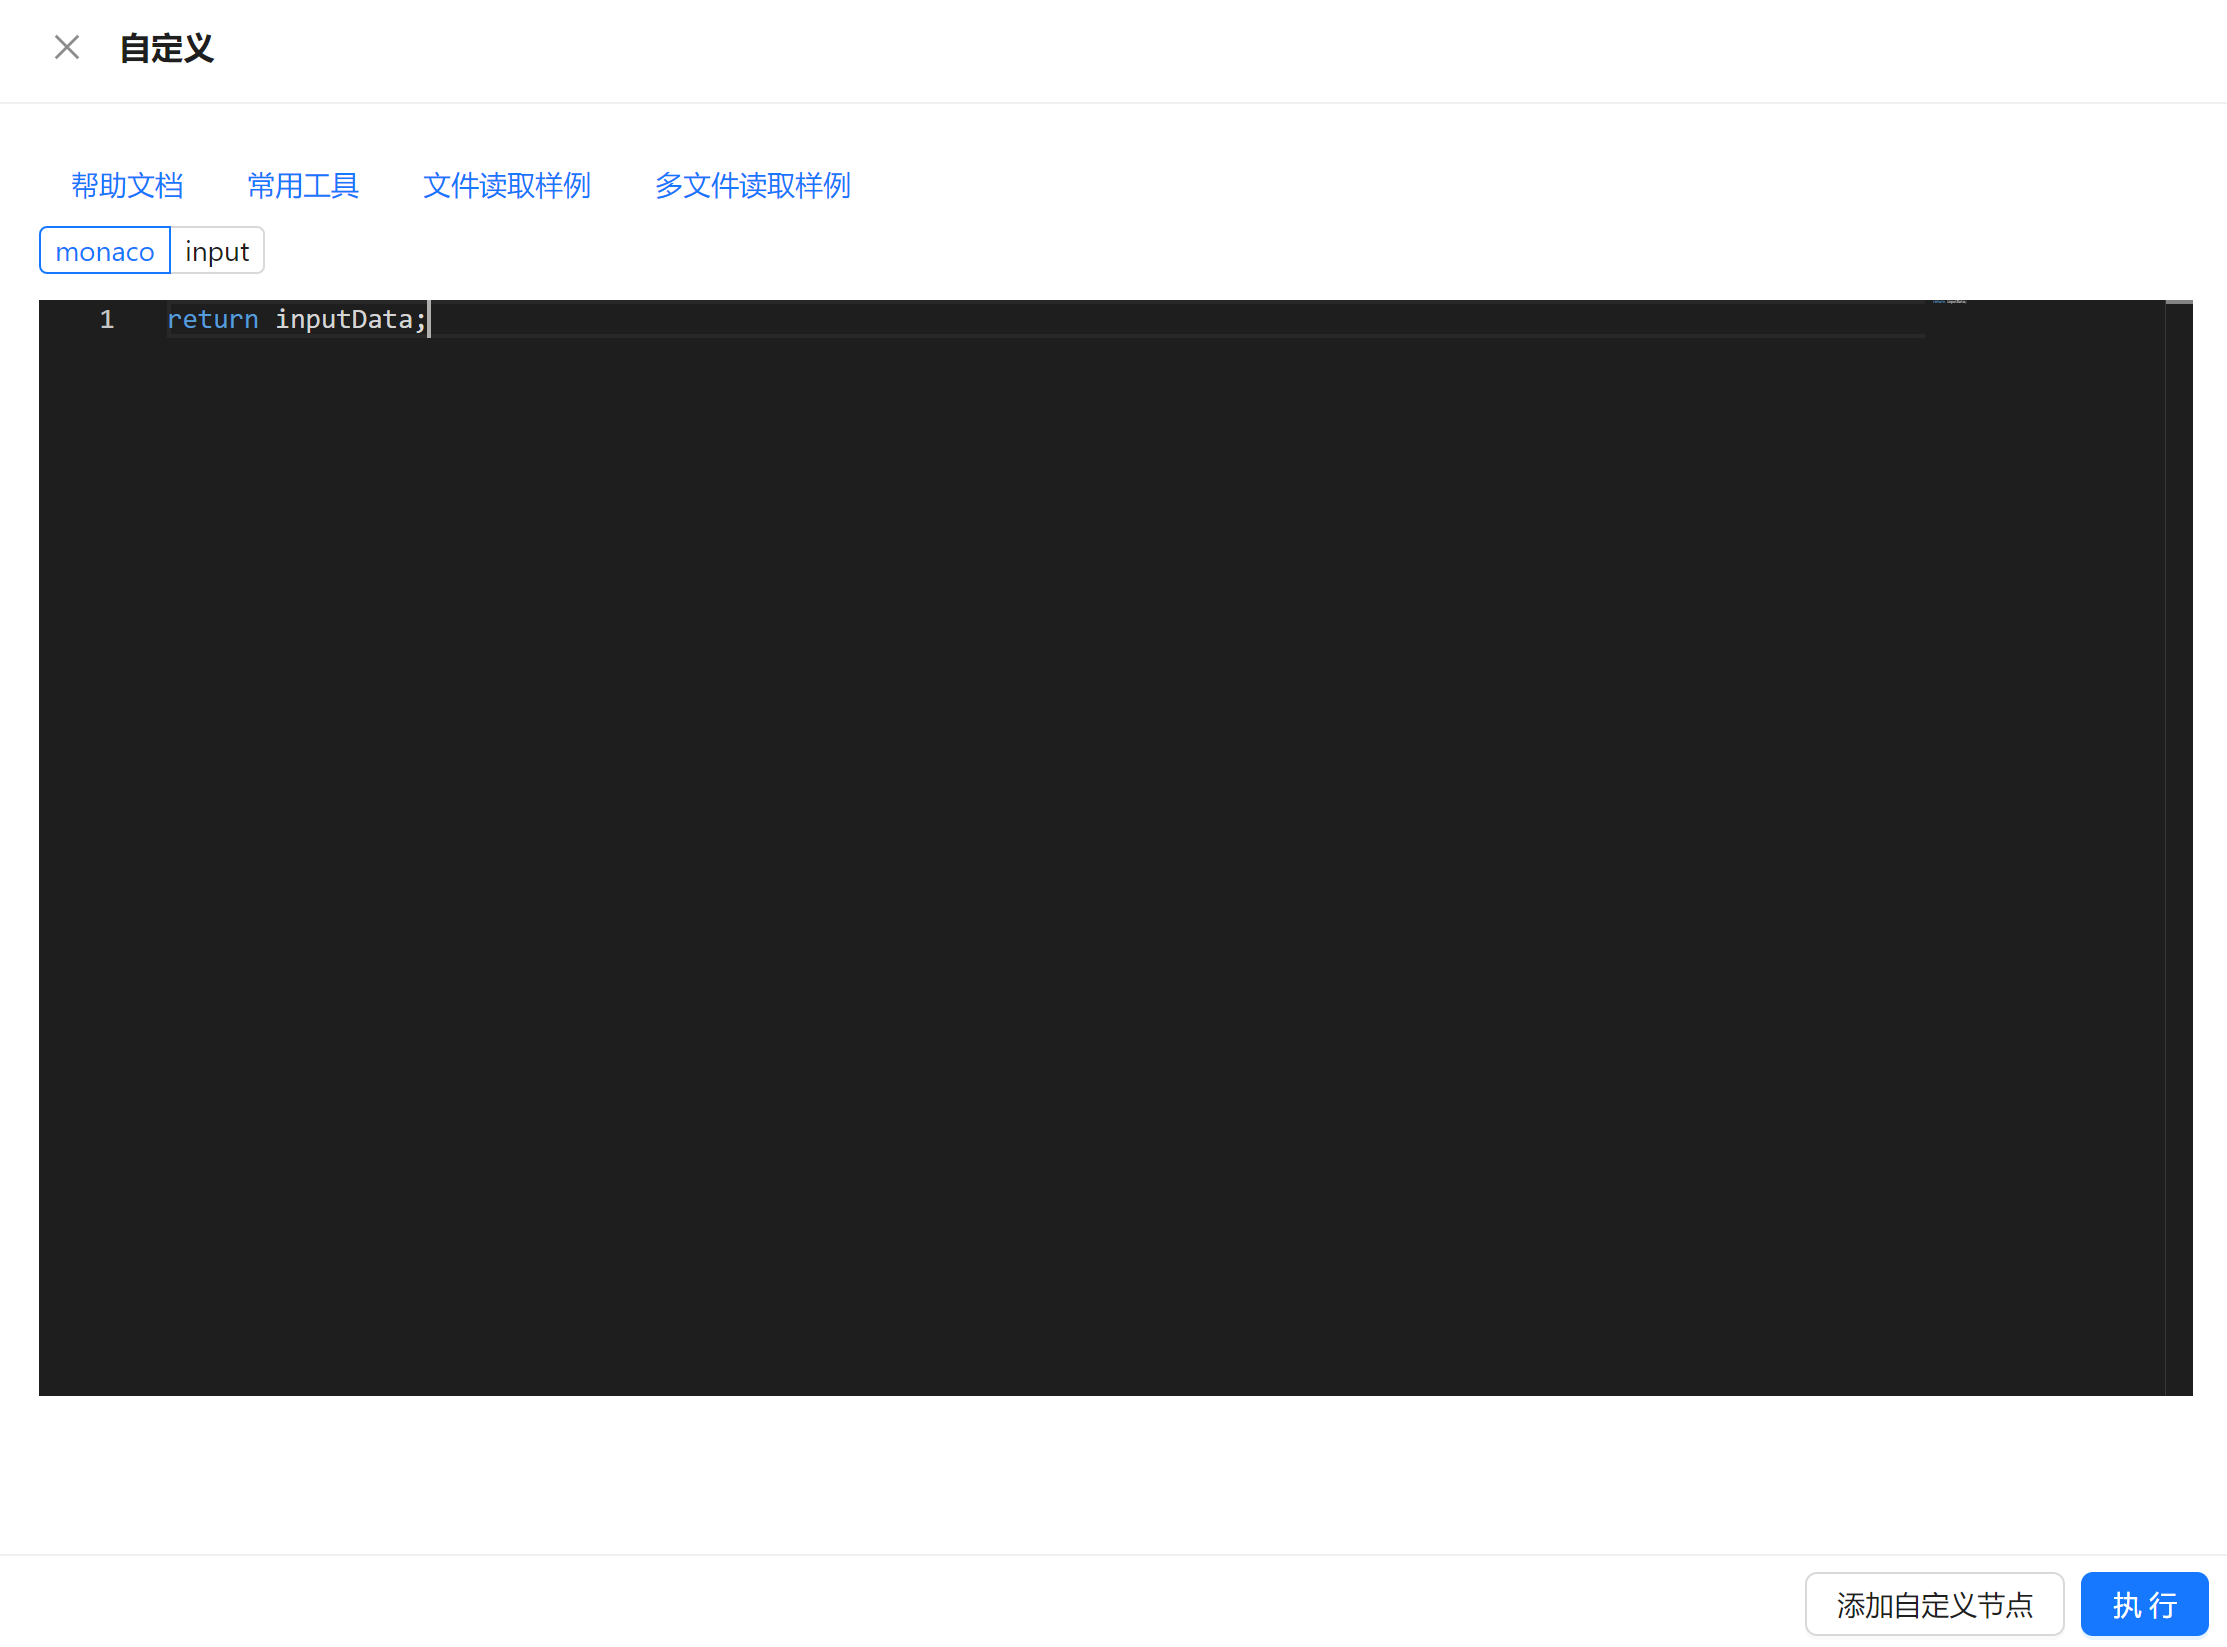 自定义
帮助文档 常用工具 文件读取样例 多文件读取样例
monaco input
1 return inputData;
添加自定义节点 执行